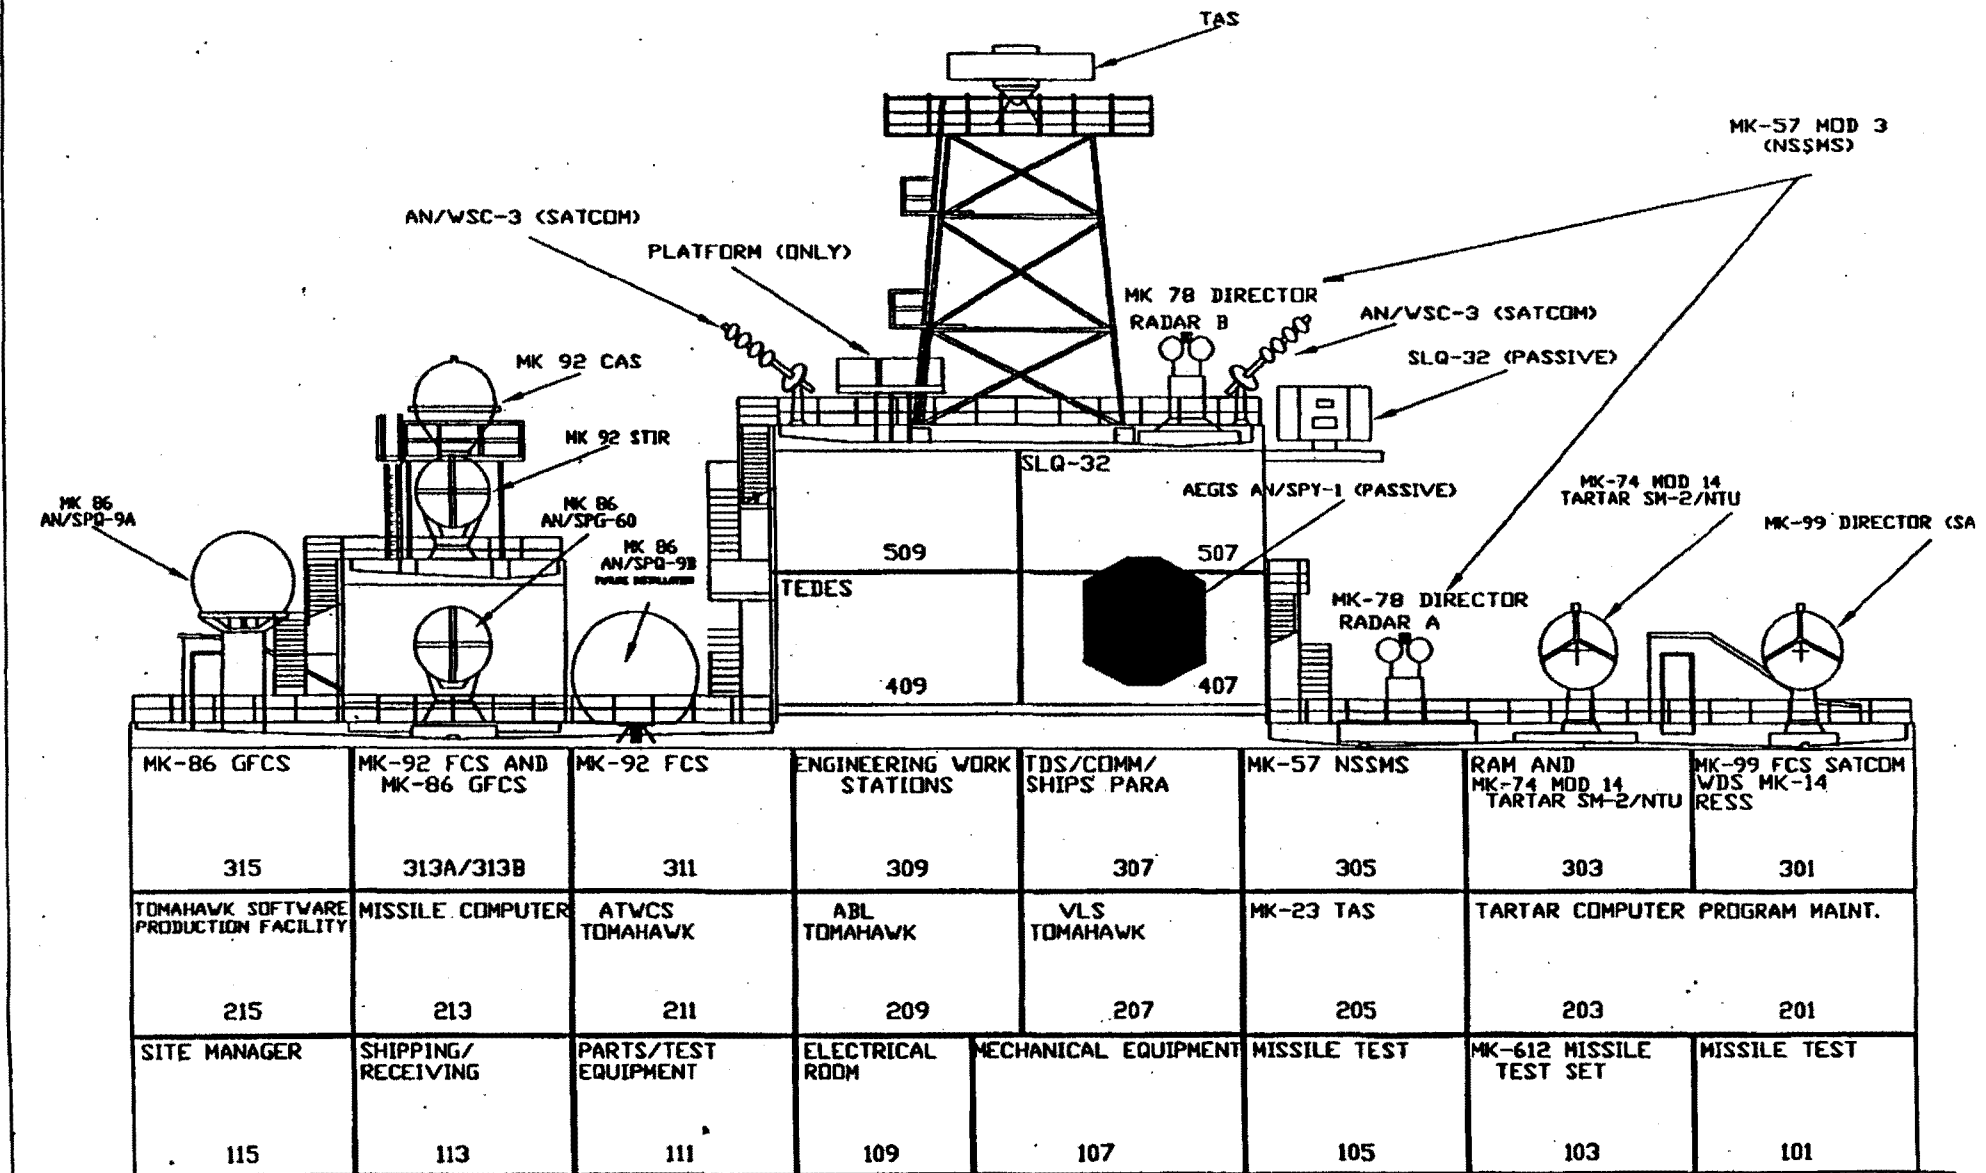 TAS
MK-57 MOD 3
(NSSMS)
AN/WSC-3 (SATCOM)
PLATFORM (ONLY)
MK 78 DIRECTOR
RADAR B
AN/WSC-3 (SATCOM)
SLQ-32 (PASSIVE)
MK 92 CAS
MK 92 STIR
MK 86
AN/SPQ-9A
MK 86
AN/SPG-60
MK 86
AN/SPQ-9B
FUTURE INSTALLATION
SLQ-32
AEGIS AN/SPY-1 (PASSIVE)
MK-74 MOD 14
TARTAR SM-2/NTU
MK-99 DIRECTOR (SA
509
507
TEDES
MK-78 DIRECTOR
RADAR A
409
407
MK-86 GFCS
315
MK-92 FCS AND
MK-86 GFCS
313A/313B
MK-92 FCS
311
ENGINEERING WORK
STATIONS
309
TDS/COMM/
SHIPS PARA
307
MK-57 NSSMS
305
RAM AND
MK-74 MOD 14
TARTAR SM-2/NTU
303
MK-99 FCS SATCOM
WDS MK-14
RESS
301
TOMAHAWK SOFTWARE
PRODUCTION FACILITY
215
MISSILE COMPUTER
213
ATWCS
TOMAHAWK
211
ABL
TOMAHAWK
209
VLS
TOMAHAWK
207
MK-23 TAS
205
TARTAR COMPUTER PROGRAM MAINT.
203
201
SITE MANAGER
115
SHIPPING/
RECEIVING
113
PARTS/TEST
EQUIPMENT
111
ELECTRICAL
ROOM
109
MECHANICAL EQUIPMENT
107
MISSILE TEST
105
MK-612 MISSILE
TEST SET
103
MISSILE TEST
101